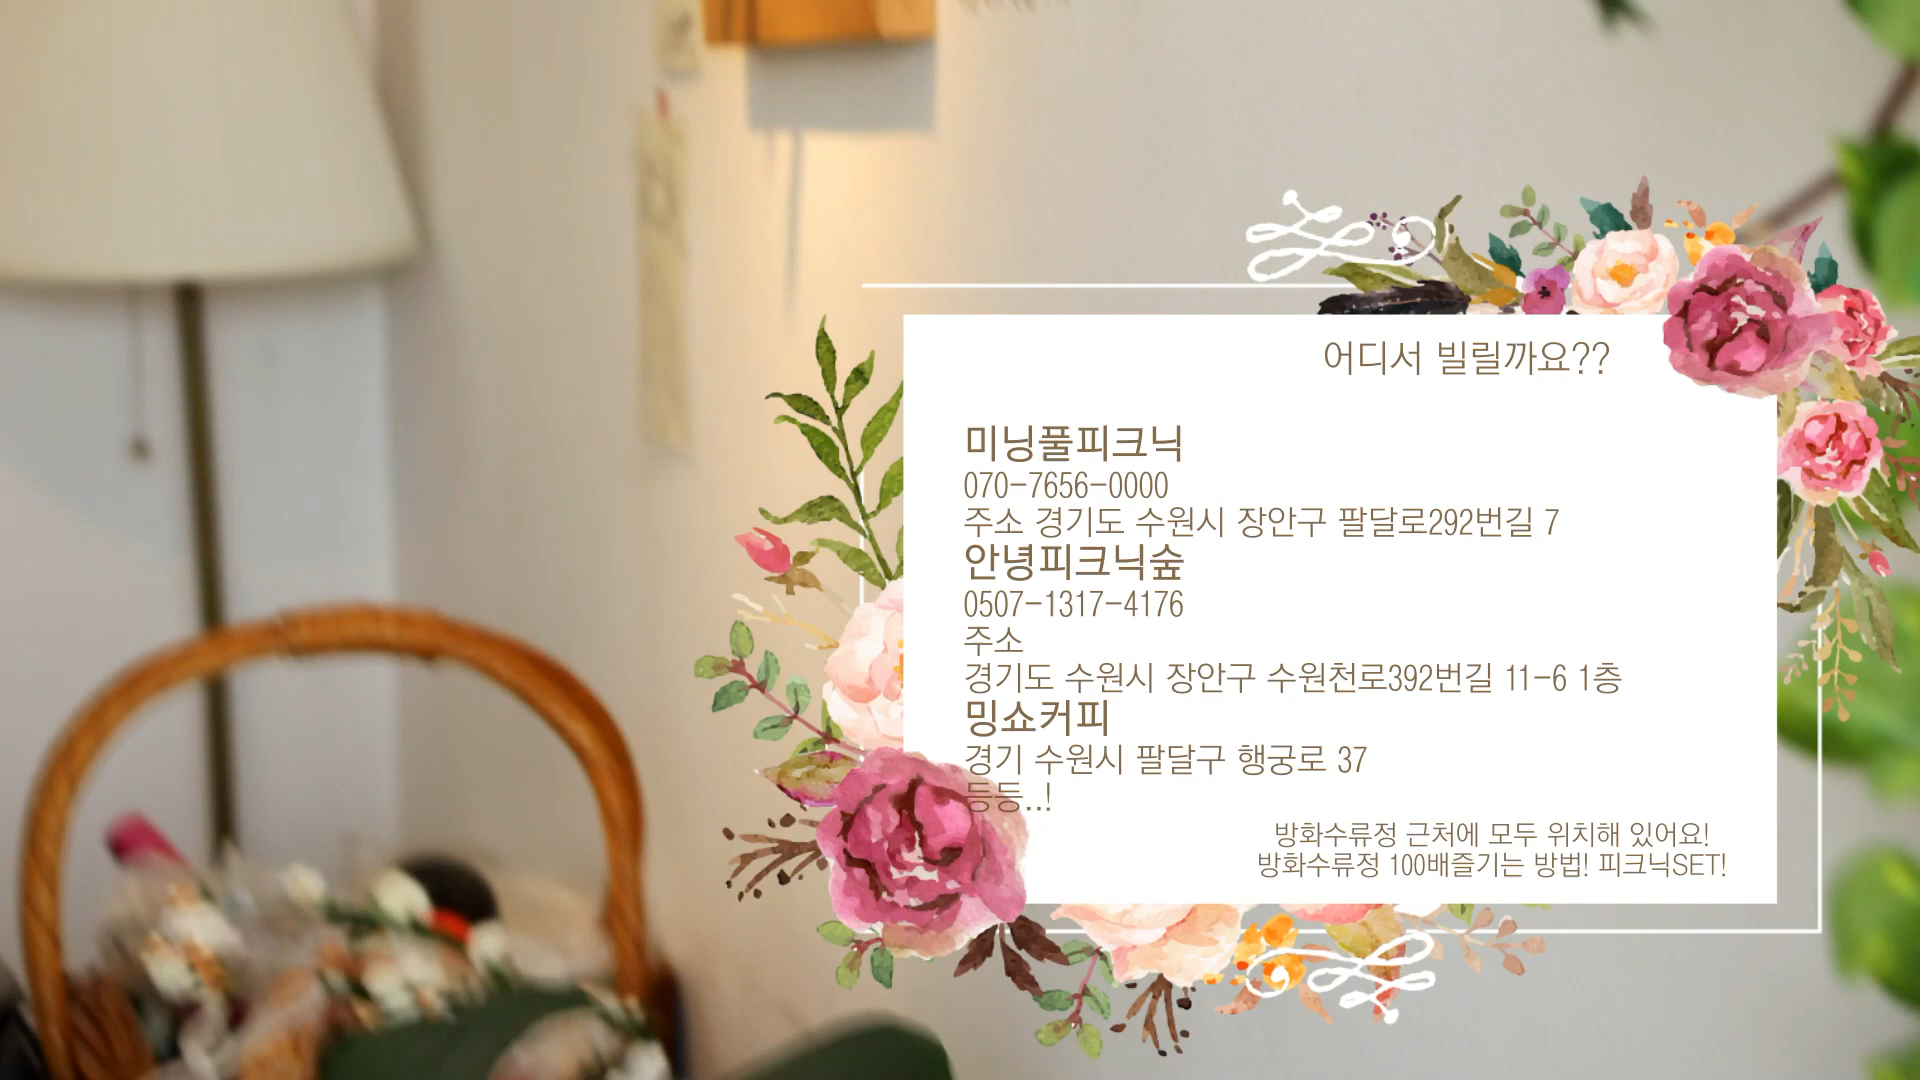 어디서 빌릴까요??
미닝풀피크닉
070-7656-0000
주소 경기도 수원시 장안구 팔달로292번길 7
안녕피크닉숲
0507-1317-4176
주소
경기도 수원시 장안구 수원천로392번길 11-6 1층
밍쇼커피
경기 수원시 팔달구 행궁로 37
등등..!
방화수류정 근처에 모두 위치해 있어요!
방화수류정 100배즐기는 방법! 피크닉SET!